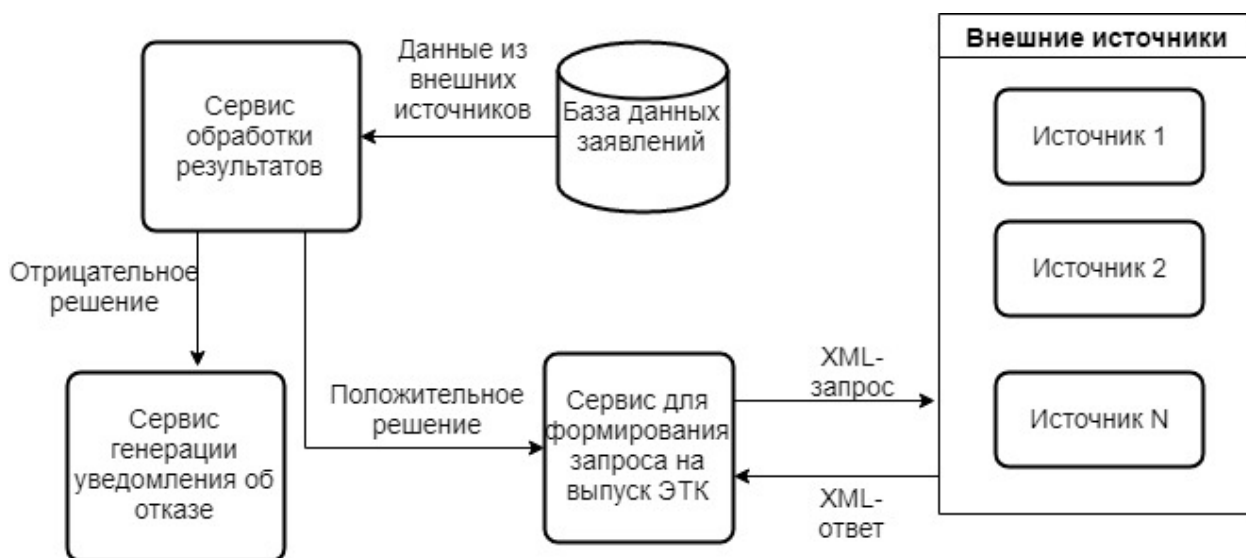 Сервис
обработки
результатов
Данные из
внешних
источников
База данных
заявлений
Внешние источники
Источник 1
Источник 2
Источник N
Отрицательное
решение
Сервис
генерации
уведомления об
отказе
Положительное
решение
Сервис для
формирования
запроса на
выпуск ЭТК
XML-
запрос
XML-
ответ